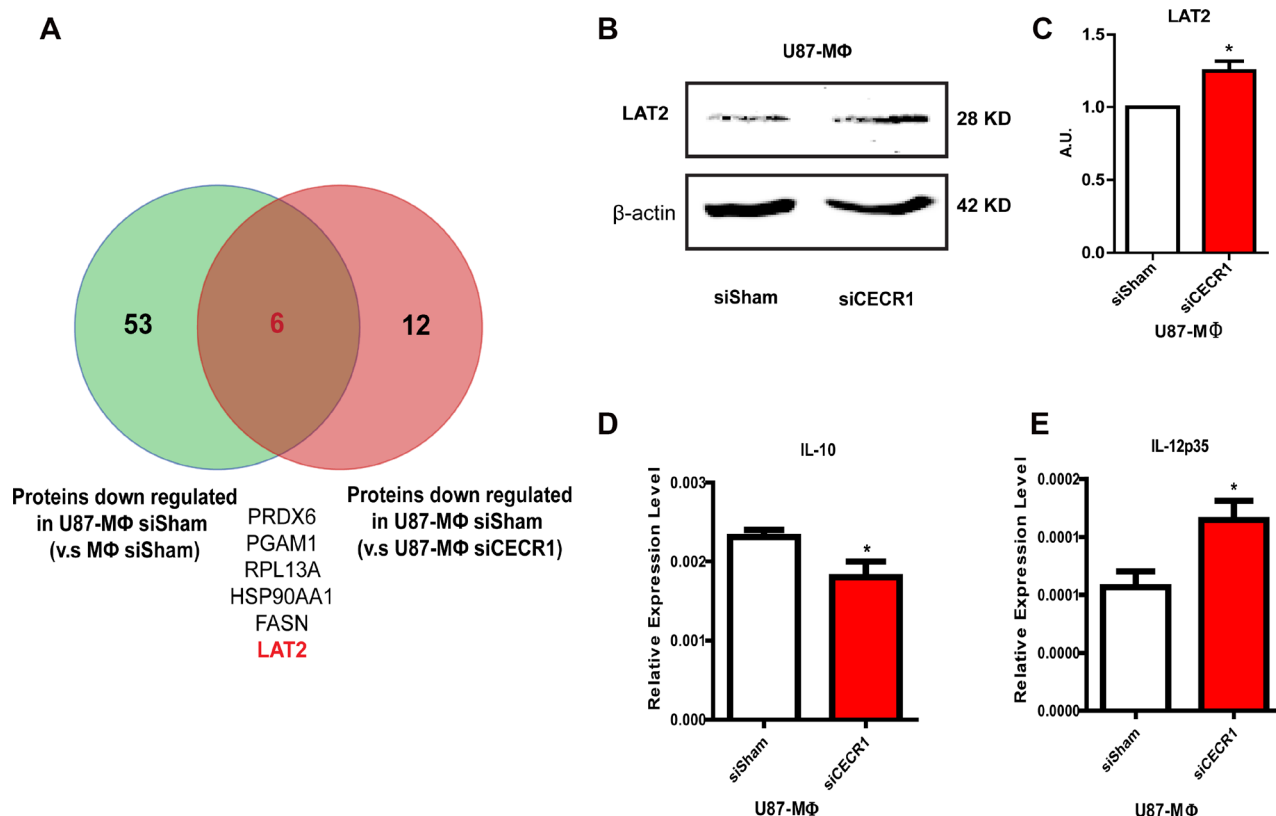 A
53
6
12
Proteins down regulated
in U87-MΦ siSham
(v.s MΦ siSham)
Proteins down regulated
in U87-MΦ siSham
(v.s U87-MΦ siCECR1)
PRDX6
PGAM1
RPL13A
HSP90AA1
FASN
LAT2
B
U87-MΦ
LAT2
28 KD
β-actin
42 KD
siSham
siCECR1
C
LAT2
A.U.
1.5
1.0
0.5
0.0
*
siSham
siCECR1
U87-MΦ
D
IL-10
Relative Expression Level
0.003
0.002
0.001
0.000
*
siSham
siCECR1
U87-MΦ
E
IL-12p35
Relative Expression Level
0.0002
0.0001
0.0001
0.0000
0.0000
*
siSham
siCECR1
U87-MΦ